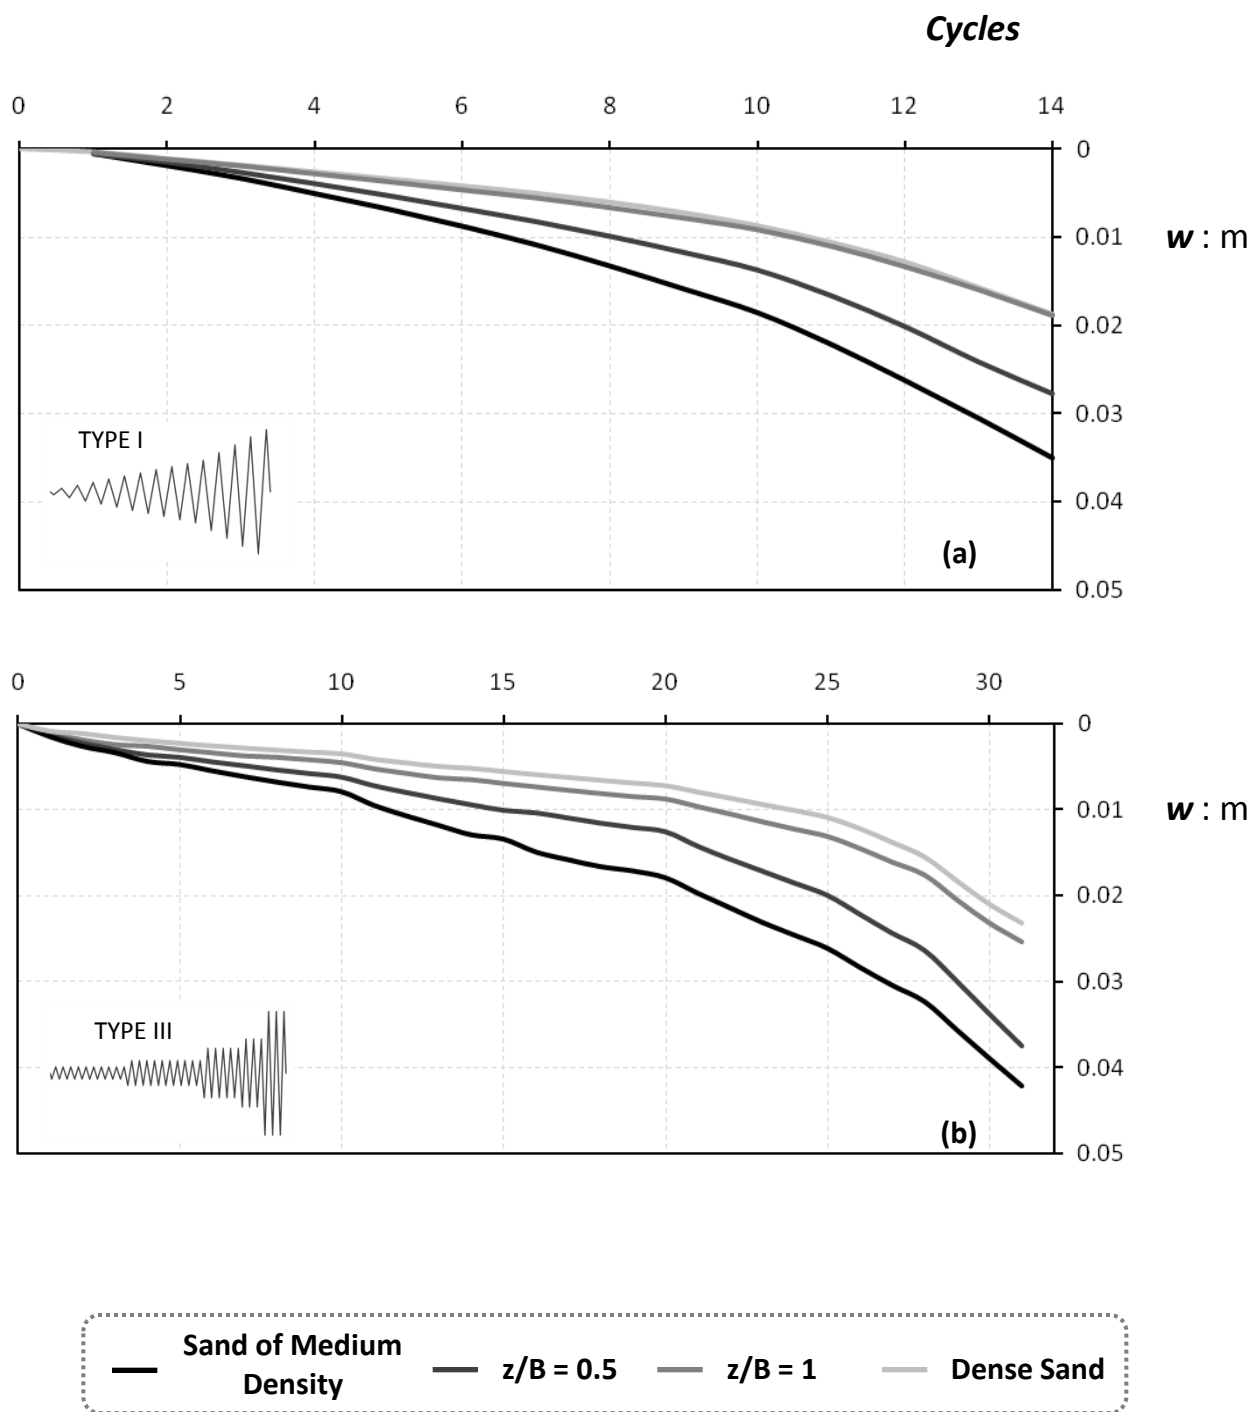 Cycles
0 2 4 6 8 10 12 14
0
0.01
w : m
0.02
0.03
TYPE I
0.04
(a)
0.05
0 5 10 15 20 25 30
0
0.01
w : m
0.02
0.03
TYPE III
0.04
(b)
0.05
Sand of Medium
Density
z/B = 0.5
z/B = 1
Dense Sand